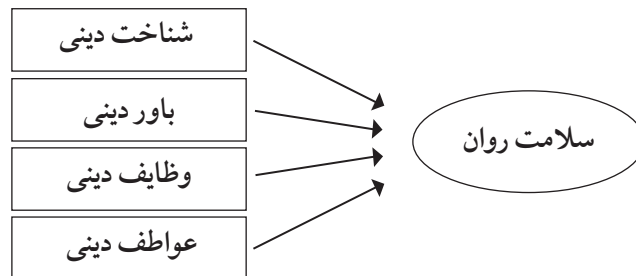 شناخت دینی
باور دینی
وظایف دینی
عواطف دینی
سلامت روان